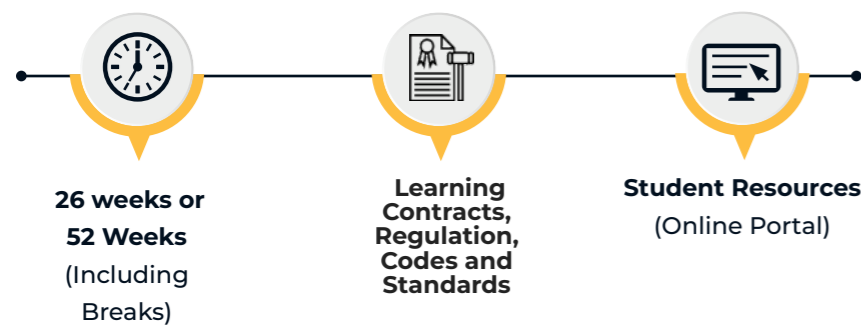 26 weeks or
52 Weeks
(Including
Breaks)
Learning
Contracts,
Regulation,
Codes and
Standards
Student Resources
(Online Portal)